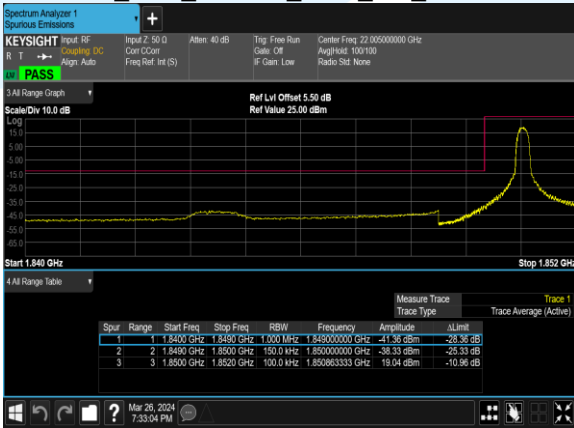 Spectrum Analyzer 1
Spurious Emissions
KEYSIGHT Input: RF Input Z: 50 Ω Atten: 40 dB Trig: Free Run Center Freq: 22.005000000 GHz
R T Coupling: DC Corr CCorr Gate: Off Avg|Hold: 100/100
Align: Auto Freq Ref: Int (S) IF Gain: Low Radio Std: None
PASS
3 All Range Graph
Ref Lvl Offset 5.50 dB
Scale/Div 10.0 dB Ref Value 25.00 dBm
Log
15.0
5.00
-5.00
-15.0
-25.0
-35.0
-45.0
-55.0
-65.0
Start 1.840 GHz Stop 1.852 GHz
4 All Range Table
Measure Trace Trace 1
Trace Type Trace Average (Active)
Spur Range Start Freq Stop Freq RBW Frequency Amplitude ΔLimit
1 1 1.8400 GHz 1.8490 GHz 1.000 MHz 1.849000000 GHz -41.36 dBm -28.36 dB
2 2 1.8490 GHz 1.8500 GHz 150.0 kHz 1.850000000 GHz -38.33 dBm -25.33 dB
3 3 1.8500 GHz 1.8520 GHz 100.0 kHz 1.850863333 GHz 19.04 dBm -10.96 dB
Mar 26, 2024
7:33:04 PM